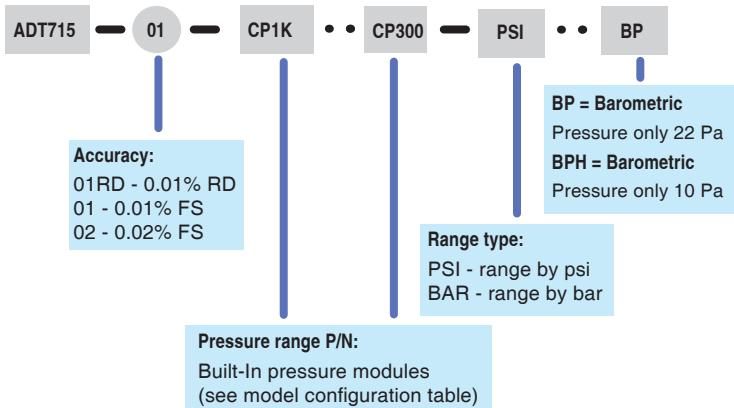 ADT715 01 CP1K CP300 PSI BP
Accuracy:
01RD - 0.01% RD
01 - 0.01% FS
02 - 0.02% FS
Pressure range P/N:
Built-In pressure modules
(see model configuration table)
Range type:
PSI - range by psi
BAR - range by bar
BP = Barometric
Pressure only 22 Pa
BPH = Barometric
Pressure only 10 Pa